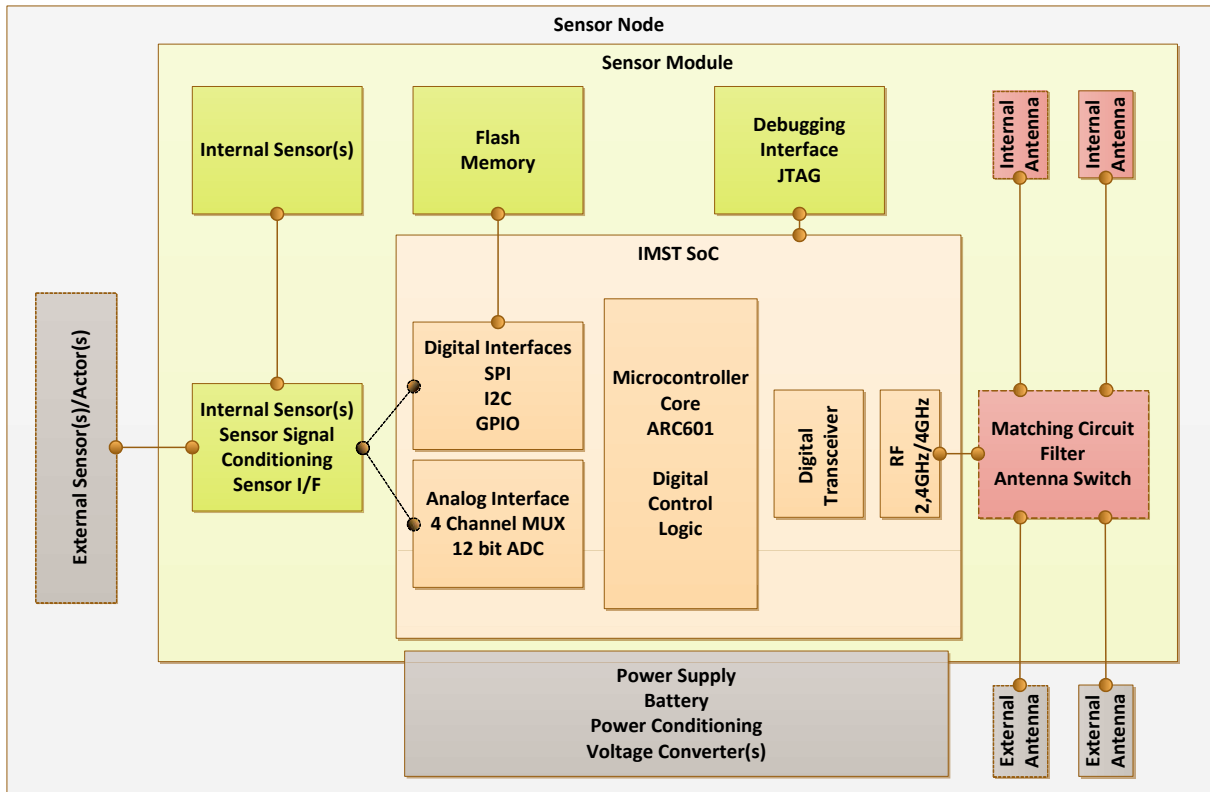 Sensor Node
Sensor Module
Internal Sensor(s)
Flash
Memory
Debugging
Interface
JTAG
Internal
Antenna
Internal
Antenna
IMST SoC
External Sensor(s)/Actor(s)
Internal Sensor(s)
Sensor Signal
Conditioning
Sensor I/F
Digital Interfaces
SPI
I2C
GPIO
Analog Interface
4 Channel MUX
12 bit ADC
Microcontroller
Core
ARC601
Digital
Control
Logic
Digital
Transceiver
RF
2,4GHz/4GHz
Matching Circuit
Filter
Antenna Switch
Power Supply
Battery
Power Conditioning
Voltage Converter(s)
External
Antenna
External
Antenna